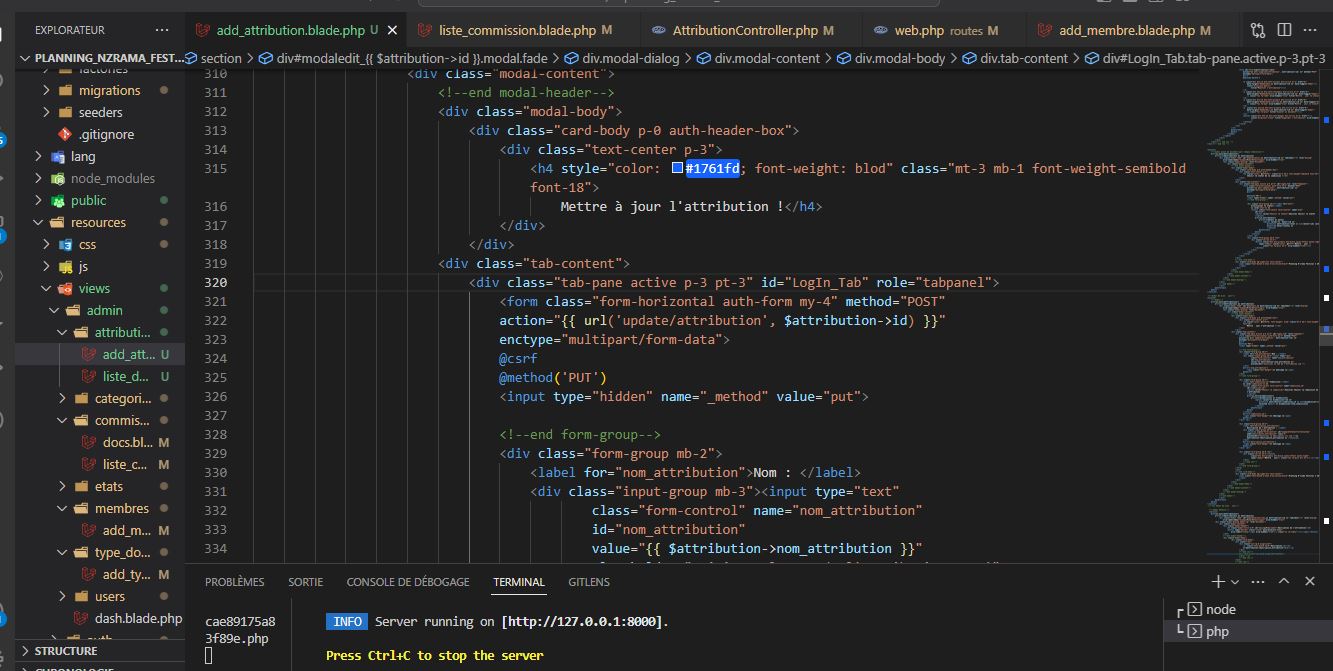 EXPLORATEUR ···
add_attribution.blade.php U
liste_commission.blade.php M
AttributionController.php M
web.php routes M
add_membre.blade.php M
PLANNING_NZRAMA_FEST...
section > div#modaledit_{{ $attribution->id }}.modal.fade > div.modal-dialog > div.modal-content > div.modal-body > div.tab-content > div#LogIn_Tab.tab-pane.active.p-3.pt-3
factories
migrations
seeders
.gitignore
lang
node_modules
public
resources
css
js
views
admin
attributi...
add_att... U
liste_d... U
categori...
commiss...
docs.bl... M
liste_c... M
etats
membres
add_m... M
type_do...
add_ty... M
users
dash.blade.php
auth
STRUCTURE
CHRONOLOGIE
310 <div class="modal-content">
311 <!--end modal-header-->
312 <div class="modal-body">
313 <div class="card-body p-0 auth-header-box">
314 <div class="text-center p-3">
315 <h4 style="color: #1761fd; font-weight: blod" class="mt-3 mb-1 font-weight-semibold
font-18">
316 Mettre à jour l'attribution !</h4>
317 </div>
318 </div>
319 <div class="tab-content">
320 <div class="tab-pane active p-3 pt-3" id="LogIn_Tab" role="tabpanel">
321 <form class="form-horizontal auth-form my-4" method="POST"
322 action="{{ url('update/attribution', $attribution->id) }}"
323 enctype="multipart/form-data">
324 @csrf
325 @method('PUT')
326 <input type="hidden" name="_method" value="put">
327
328 <!--end form-group-->
329 <div class="form-group mb-2">
330 <label for="nom_attribution">Nom : </label>
331 <div class="input-group mb-3"><input type="text"
332 class="form-control" name="nom_attribution"
333 id="nom_attribution"
334 value="{{ $attribution->nom_attribution }}"
PROBLÈMES SORTIE CONSOLE DE DÉBOGAGE TERMINAL GITLENS
cae89175a8
3f89e.php
INFO Server running on [http://127.0.0.1:8000].
Press Ctrl+C to stop the server
node
php